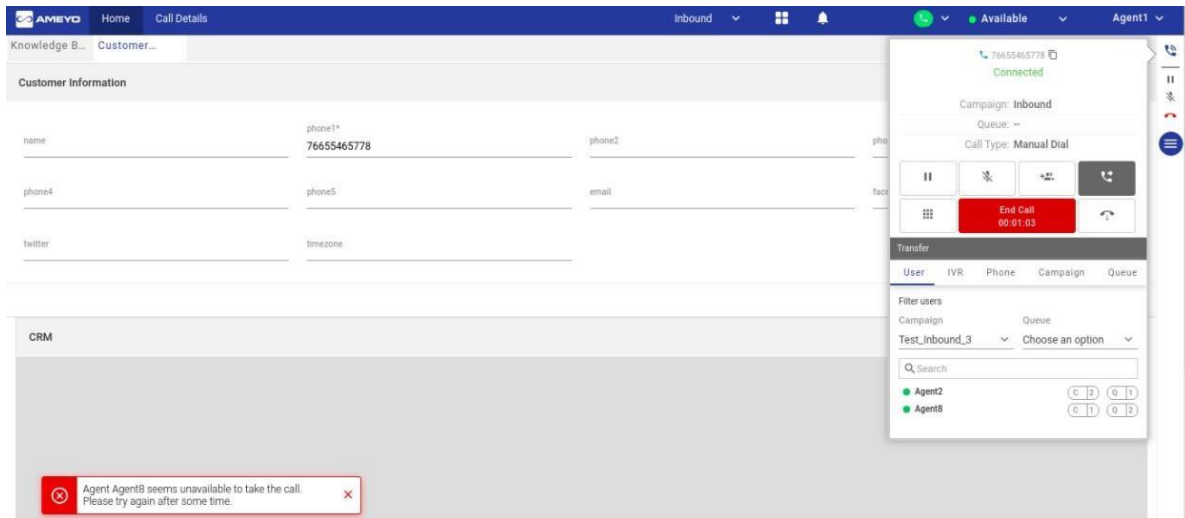 AMEYO Home Call Details Inbound Available Agent1
Knowledge B... Customer...
Customer Information
name
phone1*
76655465778
phone2
pho
phone4
phone5
email
face
twitter
timezone
CRM
76655465778
Connected
Campaign: Inbound
Queue: --
Call Type: Manual Dial
End Call
00:01:03
Transfer
User IVR Phone Campaign Queue
Filter users
Campaign Queue
Test_Inbound_3 Choose an option
Search
Agent2 C 2 Q 1
Agent8 C 1 Q 2
Agent Agent8 seems unavailable to take the call.
Please try again after some time.